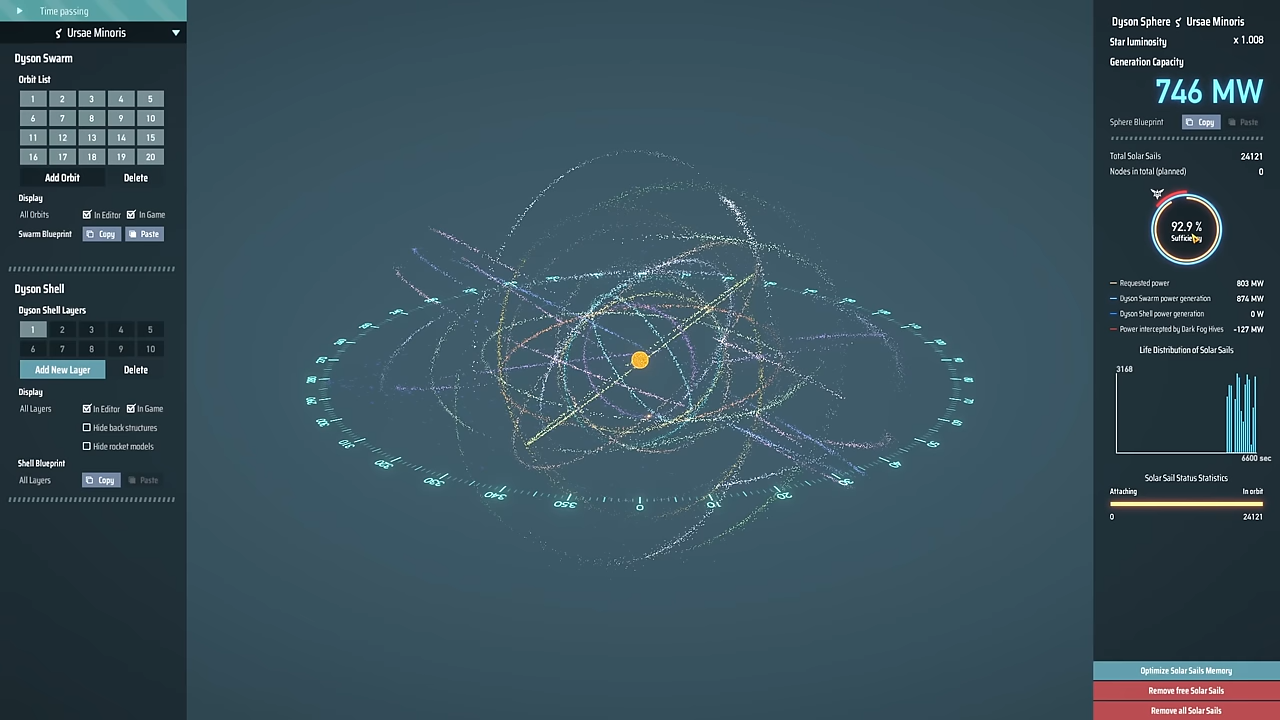 Time passing
Ursae Minoris
Dyson Swarm
Orbit List
1 2 3 4 5
6 7 8 9 10
11 12 13 14 15
16 17 18 19 20
Add Orbit Delete
Display
All Orbits In Editor In Game
Swarm Blueprint Copy Paste
Dyson Shell
Dyson Shell Layers
1 2 3 4 5
6 7 8 9 10
Add New Layer Delete
Display
All Layers In Editor In Game
Hide back structures
Hide rocket models
Shell Blueprint
All Layers Copy Paste
330 340 350 0 10 20 30
Dyson Sphere Ursae Minoris
Star luminosity x 1.008
Generation Capacity
746 MW
Sphere Blueprint Copy Paste
Total Solar Sails 24121
Nodes in total (planned) 0
92.9 %
Requested power 803 MW
Dyson Swarm power generation 874 MW
Dyson Shell power generation 0 W
Power intercepted by Dark Fog Hives -127 MW
Life Distribution of Solar Sails
3168
6600 sec
Solar Sail Status Statistics
Attaching In orbit
0 24121
Optimize Solar Sails Memory
Remove free Solar Sails
Remove all Solar Sails